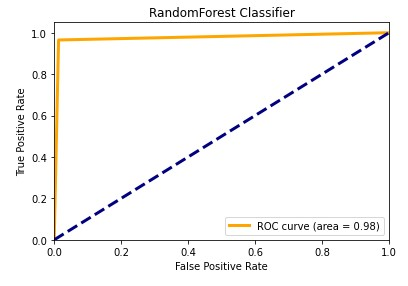 RandomForest Classifier
1.0
0.8
0.6
0.4
0.2
0.0
True Positive Rate
ROC curve (area = 0.98)
0.0 0.2 0.4 0.6 0.8 1.0
False Positive Rate